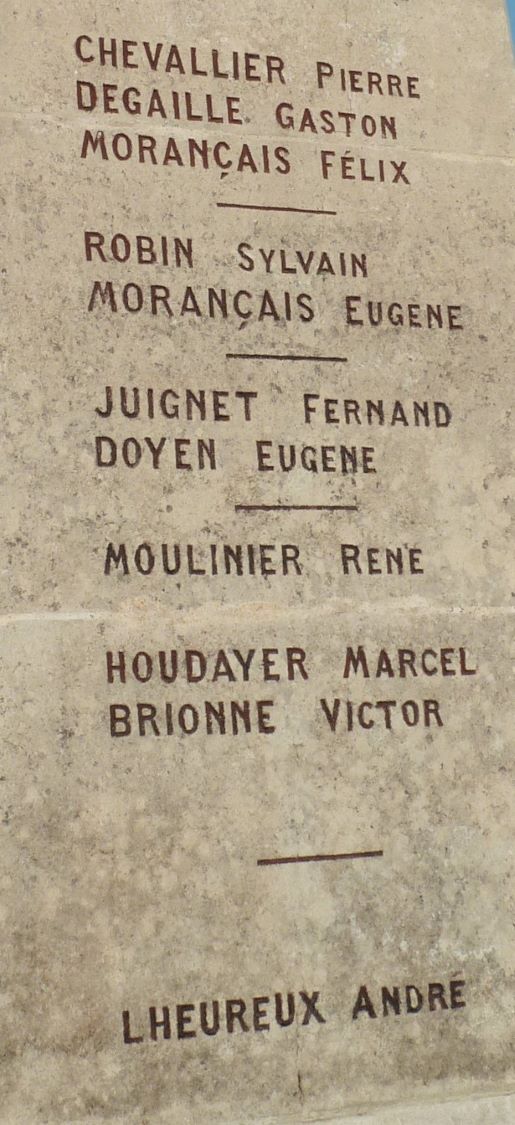 CHEVALLIER PIERRE
DEGAILLE GASTON
MORANÇAIS FÉLIX
ROBIN SYLVAIN
MORANÇAIS EUGENE
JUIGNET FERNAND
DOYEN EUGENE
MOULINIER RENE
HOUDAYER MARCEL
BRIONNE VICTOR
LHEUREUX ANDRÉ